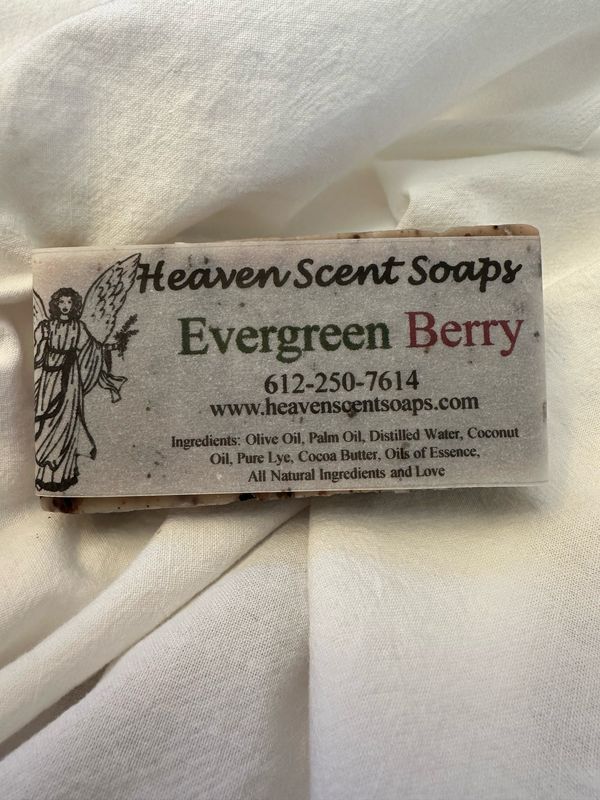 Heaven Scent Soaps
Evergreen Berry
612-250-7614
www.heavenscentsoaps.com
Ingredients: Olive Oil, Palm Oil, Distilled Water, Coconut
Oil, Pure Lye, Cocoa Butter, Oils of Essence,
All Natural Ingredients and Love